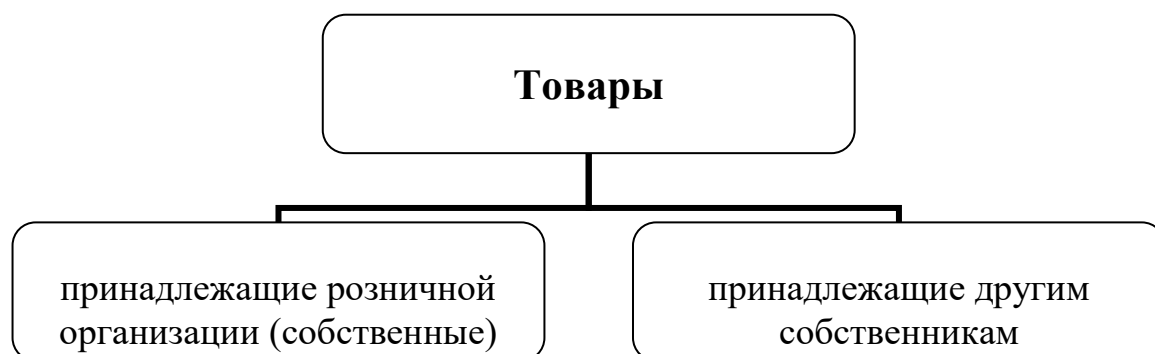 Товары
принадлежащие розничной
организации (собственные)
принадлежащие другим
собственникам